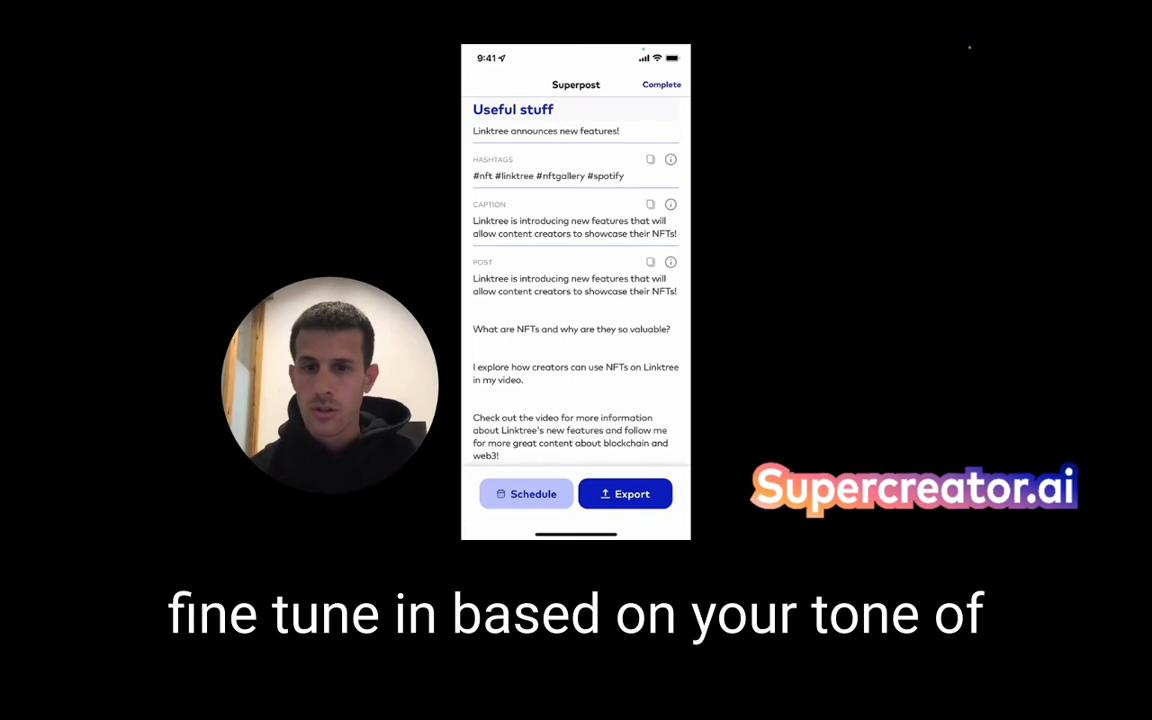 9:41
Superpost
Complete
Useful stuff
Linktree announces new features!
HASHTAGS
#nft #linktree #nftgallery #spotify
CAPTION
Linktree is introducing new features that will
allow content creators to showcase their NFTs!
POST
Linktree is introducing new features that will
allow content creators to showcase their NFTs!
What are NFTs and why are they so valuable?
I explore how creators can use NFTs on Linktree
in my video.
Check out the video for more information
about Linktree's new features and follow me
for more great content about blockchain and
web3!
Schedule
Export
Supercreator.ai
fine tune in based on your tone of